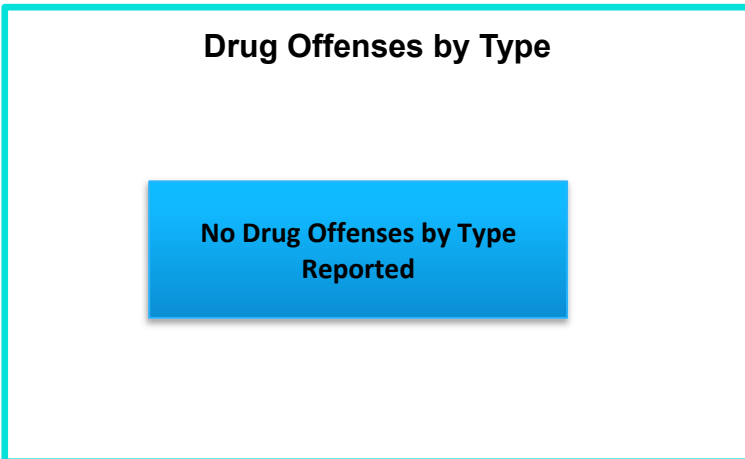 Drug Offenses by Type
No Drug Offenses by Type
Reported